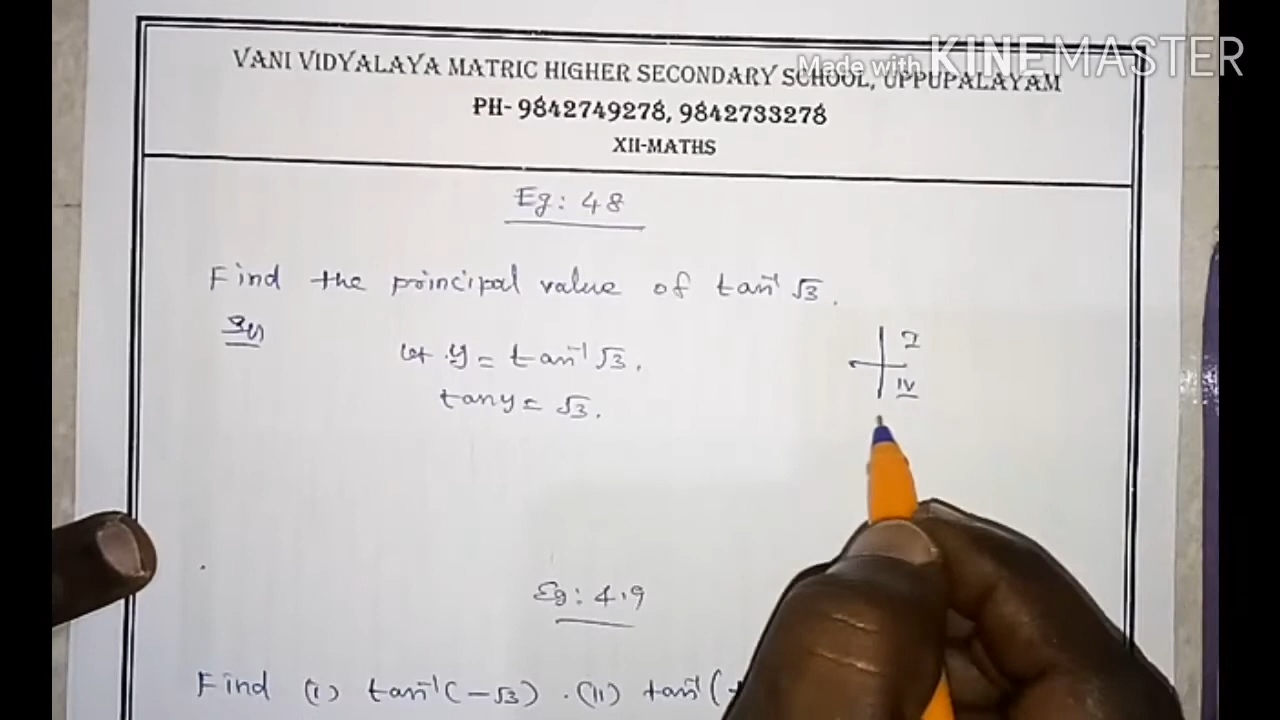 Made with KINEMASTER
VANI VIDYALAYA MATRIC HIGHER SECONDARY SCHOOL, UPPUPALAYAM
PH- 9842749278, 9842733278
XII-MATHS
Eg: 48
Find the principal value of tan⁻¹ √3.
Let y = tan⁻¹ √3.
tan y = √3.
I
IV
Eg: 4.9
Find (i) tan⁻¹(-√3) . (ii) tan⁻¹(